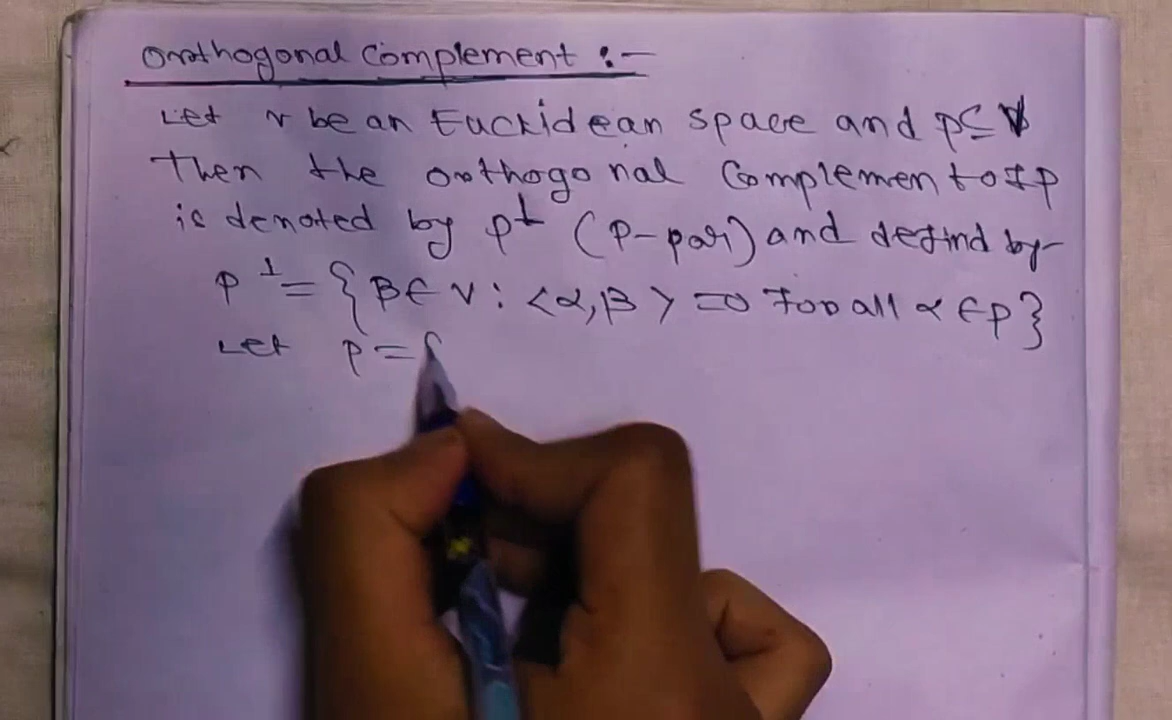 Orthogonal Complement :-
Let v be an Euclidean space and P⊆V
Then the orthogonal Complement of P
is denoted by P⊥ (P-par) and defind by-
P⊥ = {β∈V : <α,β> =0 For all α∈P}
Let P={